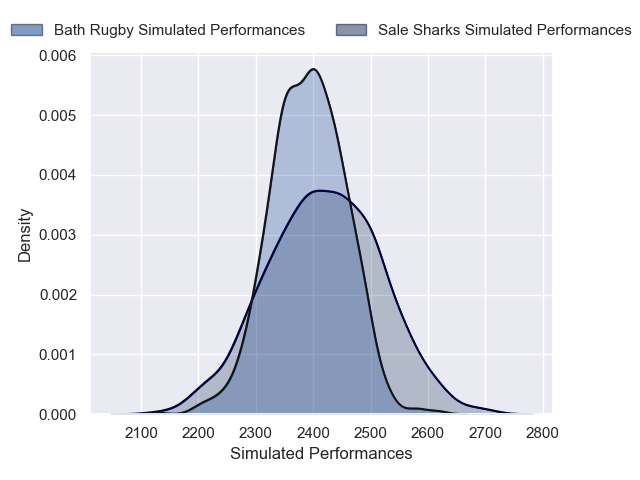 Bath Rugby Simulated Performances Sale Sharks Simulated Performances
0.006
0.005
0.004
0.003
0.002
0.001
0.000
Density
2100 2200 2300 2400 2500 2600 2700 2800
Simulated Performances